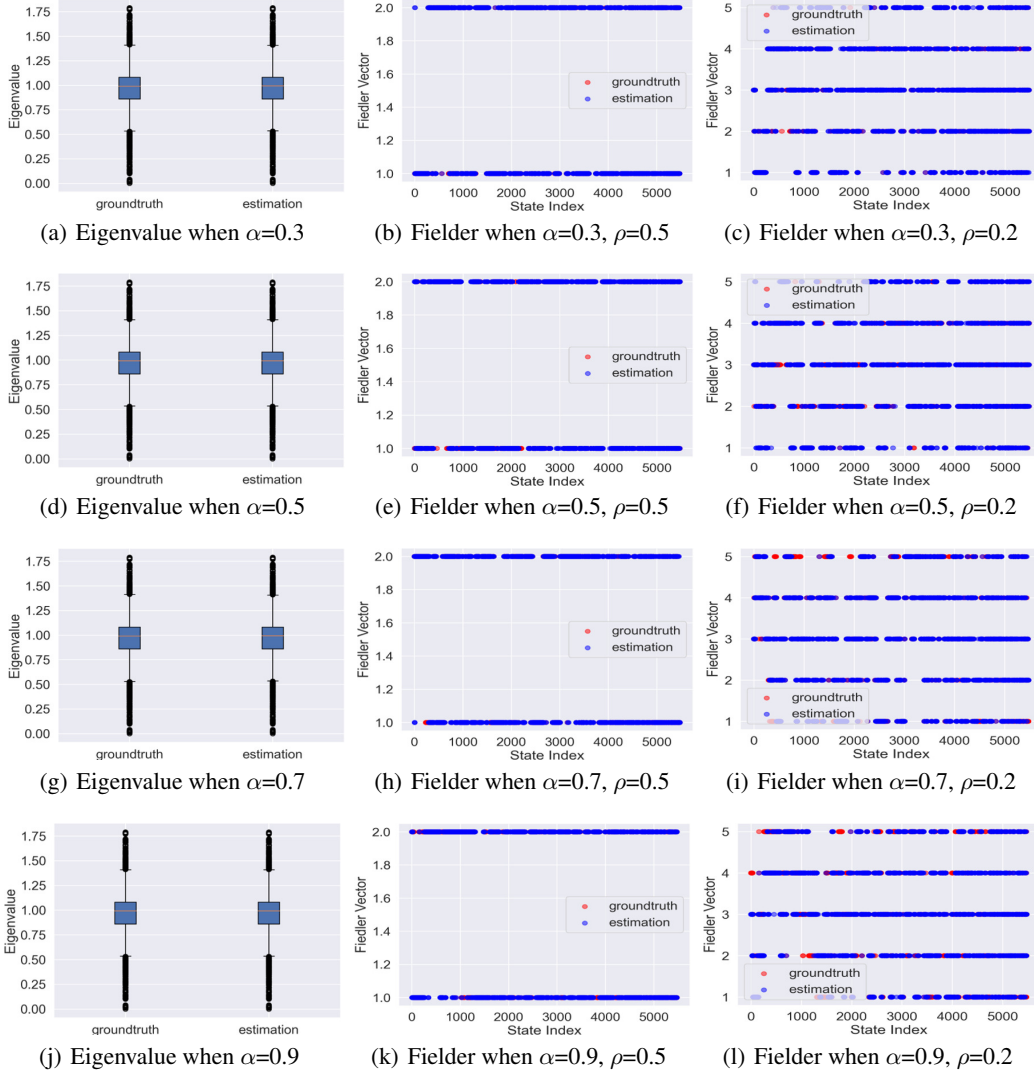 1.75
1.50
1.25
1.00
0.75
0.50
0.25
0.00
Eigenvalue
groundtruth estimation
(a) Eigenvalue when α=0.3
2.0
1.8
1.6
1.4
1.2
1.0
Fiedler Vector
groundtruth
estimation
0 1000 2000 3000 4000 5000
State Index
(b) Fielder when α=0.3, ρ=0.5
5
4
3
2
1
Fiedler Vector
groundtruth
estimation
0 1000 2000 3000 4000 5000
State Index
(c) Fielder when α=0.3, ρ=0.2
1.75
1.50
1.25
1.00
0.75
0.50
0.25
0.00
Eigenvalue
groundtruth estimation
(d) Eigenvalue when α=0.5
2.0
1.8
1.6
1.4
1.2
1.0
Fiedler Vector
groundtruth
estimation
0 1000 2000 3000 4000 5000
State Index
(e) Fielder when α=0.5, ρ=0.5
5
4
3
2
1
Fiedler Vector
groundtruth
estimation
0 1000 2000 3000 4000 5000
State Index
(f) Fielder when α=0.5, ρ=0.2
1.75
1.50
1.25
1.00
0.75
0.50
0.25
0.00
Eigenvalue
groundtruth estimation
(g) Eigenvalue when α=0.7
2.0
1.8
1.6
1.4
1.2
1.0
Fiedler Vector
groundtruth
estimation
0 1000 2000 3000 4000 5000
State Index
(h) Fielder when α=0.7, ρ=0.5
5
4
3
2
1
Fiedler Vector
groundtruth
estimation
0 1000 2000 3000 4000 5000
State Index
(i) Fielder when α=0.7, ρ=0.2
1.75
1.50
1.25
1.00
0.75
0.50
0.25
0.00
Eigenvalue
groundtruth estimation
(j) Eigenvalue when α=0.9
2.0
1.8
1.6
1.4
1.2
1.0
Fiedler Vector
groundtruth
estimation
0 1000 2000 3000 4000 5000
State Index
(k) Fielder when α=0.9, ρ=0.5
5
4
3
2
1
Fiedler Vector
groundtruth
estimation
0 1000 2000 3000 4000 5000
State Index
(l) Fielder when α=0.9, ρ=0.2